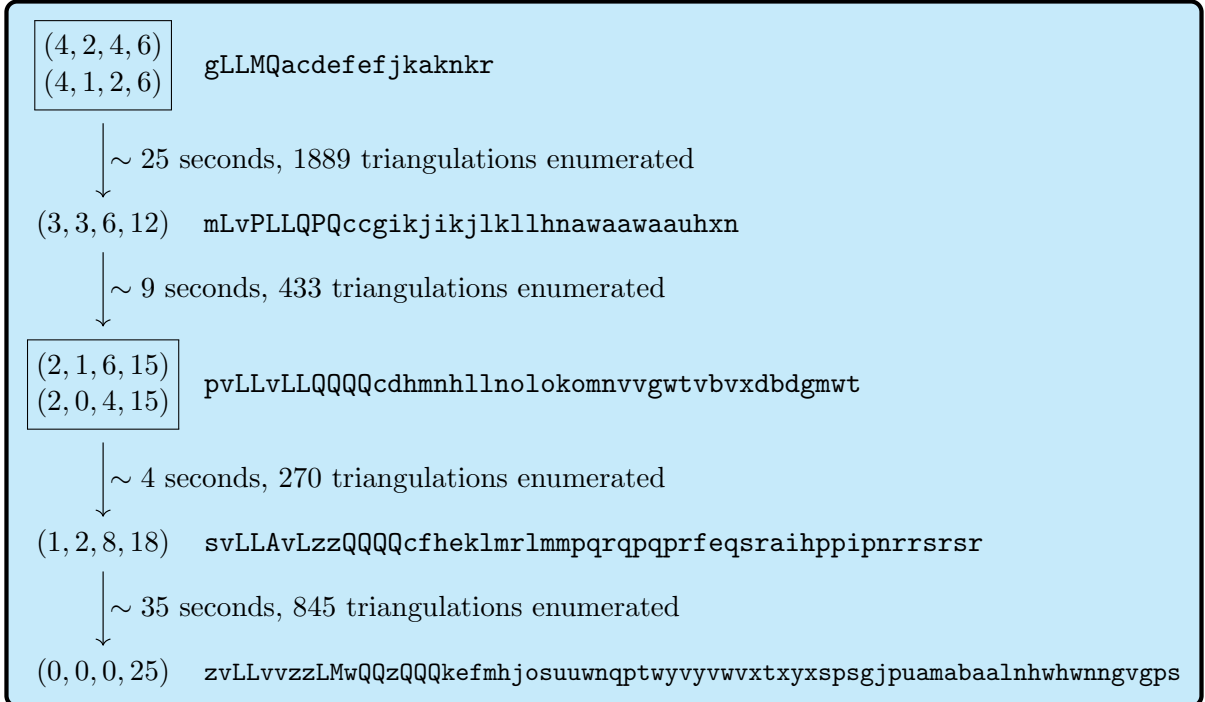 (4, 2, 4, 6)
(4, 1, 2, 6)
gLLMQacdefefjkaknkr
∼ 25 seconds, 1889 triangulations enumerated
(3, 3, 6, 12) mLvPLLQPQccgikjikjlkllhnawaawaauhxn
∼ 9 seconds, 433 triangulations enumerated
(2, 1, 6, 15)
(2, 0, 4, 15)
pvLLvLLQQQQcdhmnhllnolokomnvvgwtvbvxdbdgmwt
∼ 4 seconds, 270 triangulations enumerated
(1, 2, 8, 18) svLLAvLzzQQQQcfheklmrlmmpqrqpqprfeqsraihppipnrrsrsr
∼ 35 seconds, 845 triangulations enumerated
(0, 0, 0, 25) zvLLvvzzLMwQQzQQQkefmhjosuuwnqptwyvyvwvxtxyxspsgjpuamabaalnhwhwnngvgps